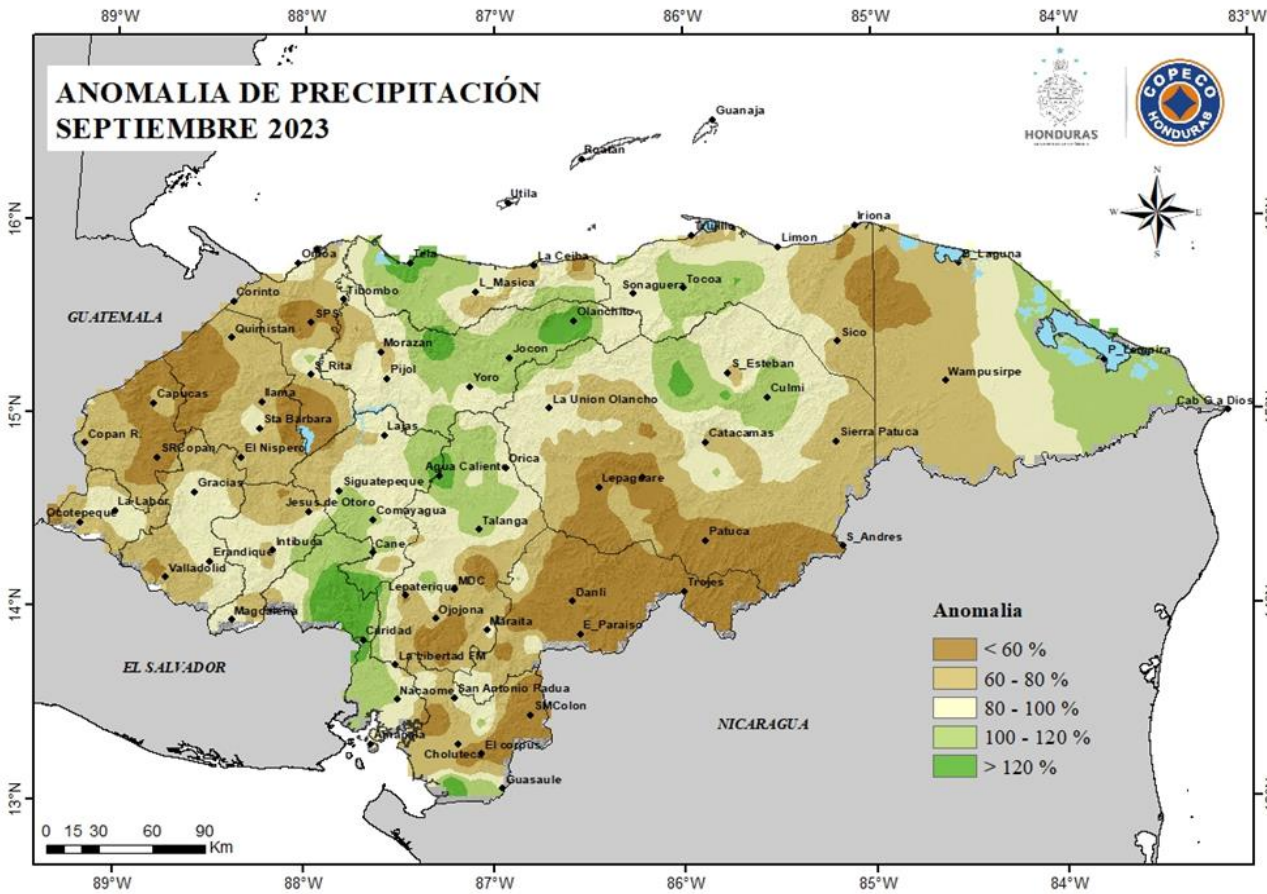 89°W 88°W 87°W 86°W 85°W 84°W 83°W
ANOMALIA DE PRECIPITACIÓN
SEPTIEMBRE 2023
HONDURAS
COPECO
HONDURAS
N
W E
S
Guanaja
Roatan
Utila
16°N
Trujillo
Iriona
Limon
Omoa
Tela
La Ceiba
B_Laguna
L_Masica
Sonaguera
Tocoa
Corinto
Tibombo
GUATEMALA
SPS
Olanchito
Quimistan
Sico
Morazan
Jocon
P_Lempira
Rita
Pijol
Yoro
S_Esteban
Wampusirpe
Capucas
Ilama
La Union Olancho
Culmi
Cab G a Dios
15°N
Sta Barbara
Copan R.
Lajas
Catacamas
Sierra Patuca
SRCopan
El Nispero
Agua Caliente
Orica
Gracias
Siguatepeque
Lepaguare
La Labor
Jesus de Otoro
Ocotepeque
Comayagua
Talanga
Patuca
S_Andres
Erandique
Intibuca
Cane
Valladolid
Lepaterique
MDC
Trojes
14°N
Danli
Magdalena
Ojojona
Maraita
E_Paraiso
Caridad
EL SALVADOR
La Libertad FM
Nacaome
San Antonio Padua
SMColon
NICARAGUA
Amapala
Choluteca
El corpus
Guasaule
13°N
Anomalia
< 60 %
60 - 80 %
80 - 100 %
100 - 120 %
> 120 %
0 15 30 60 90
Km
89°W 88°W 87°W 86°W 85°W 84°W